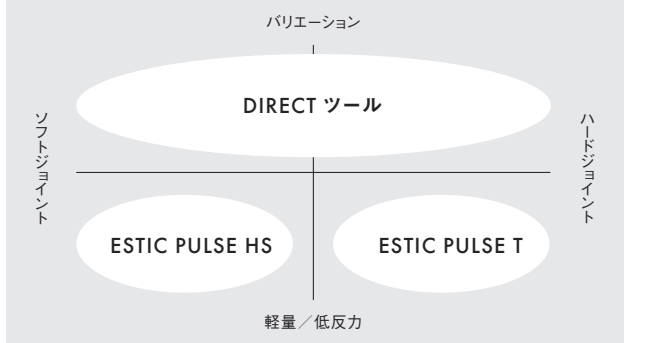 バリエーション
DIRECT ツール
ソフトジョイント
ハードジョイント
ESTIC PULSE HS
ESTIC PULSE T
軽量／低反力